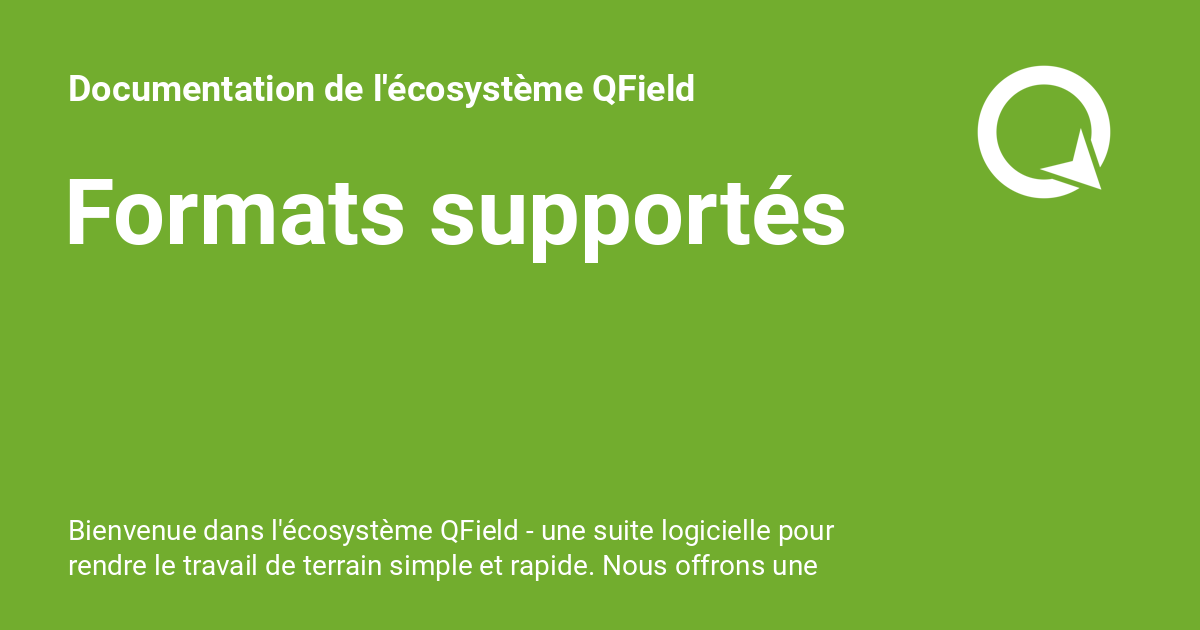 Documentation de l'écosystème QField
Formats supportés
Bienvenue dans l'écosystème QField - une suite logicielle pour
rendre le travail de terrain simple et rapide. Nous offrons une